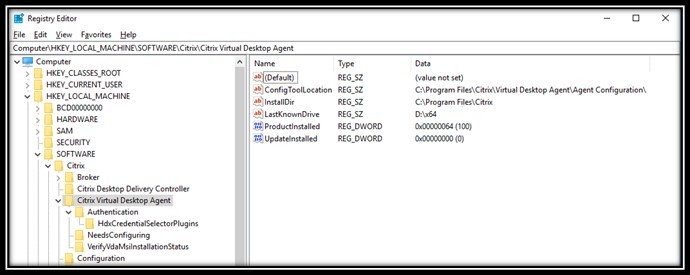 Registry Editor
File Edit View Favorites Help
Computer\HKEY_LOCAL_MACHINE\SOFTWARE\Citrix\Citrix Virtual Desktop Agent
Computer
HKEY_CLASSES_ROOT
HKEY_CURRENT_USER
HKEY_LOCAL_MACHINE
BCD00000000
HARDWARE
SAM
SECURITY
SOFTWARE
Citrix
Broker
Citrix Desktop Delivery Controller
Citrix Virtual Desktop Agent
Authentication
HdxCredentialSelectorPlugins
NeedsConfiguring
VerifyVdaMsiInstallationStatus
Configuration
Name Type Data
(Default) REG_SZ (value not set)
ConfigToolLocation REG_SZ C:\Program Files\Citrix\Virtual Desktop Agent\Agent Configuration\
InstallDir REG_SZ C:\Program Files\Citrix
LastKnownDrive REG_SZ D:\x64
ProductInstalled REG_DWORD 0x00000064 (100)
UpdateInstalled REG_DWORD 0x00000000 (0)